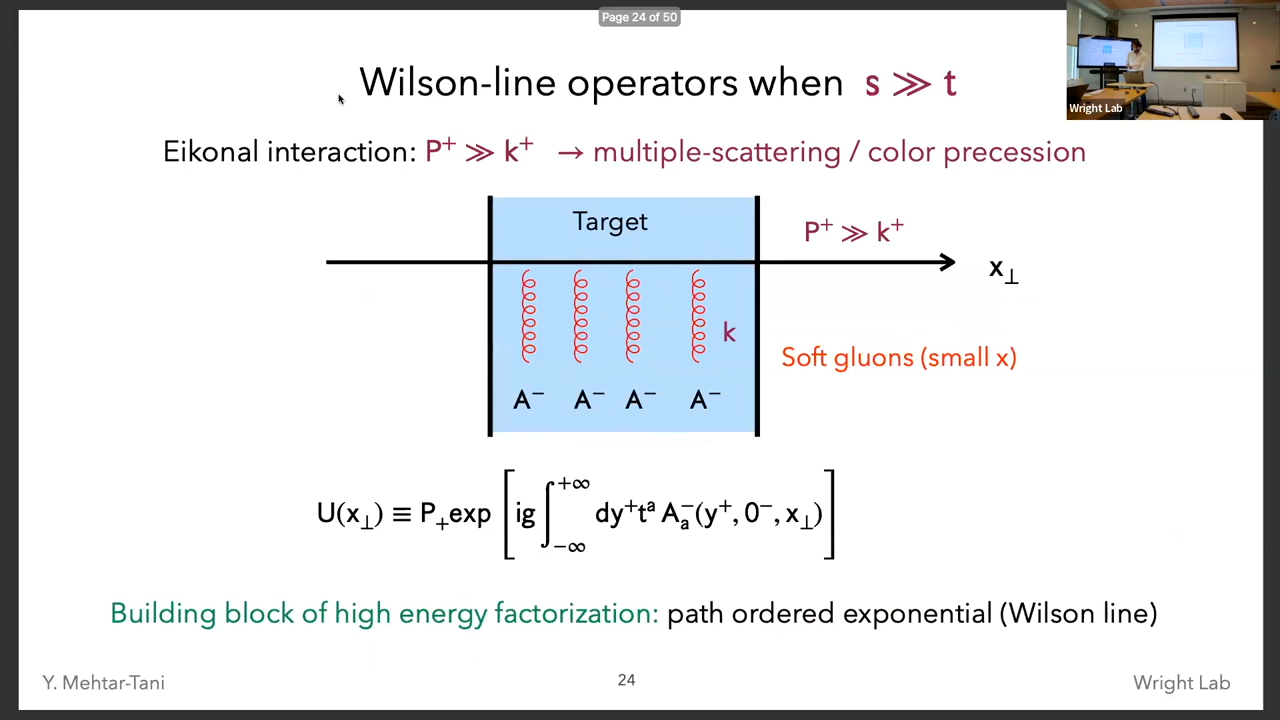 Page 24 of 50
Wright Lab
Wilson-line operators when s ≫ t
Eikonal interaction: P⁺ ≫ k⁺ → multiple-scattering / color precession
Target
P⁺ ≫ k⁺
x⊥
k
Soft gluons (small x)
A⁻ A⁻ A⁻ A⁻
U(x⊥) ≡ P₊exp [ig ∫_{−∞}^{+∞} dy⁺tᵃ A⁻ₐ(y⁺, 0⁻, x⊥)]
Building block of high energy factorization: path ordered exponential (Wilson line)
Y. Mehtar-Tani
24
Wright Lab